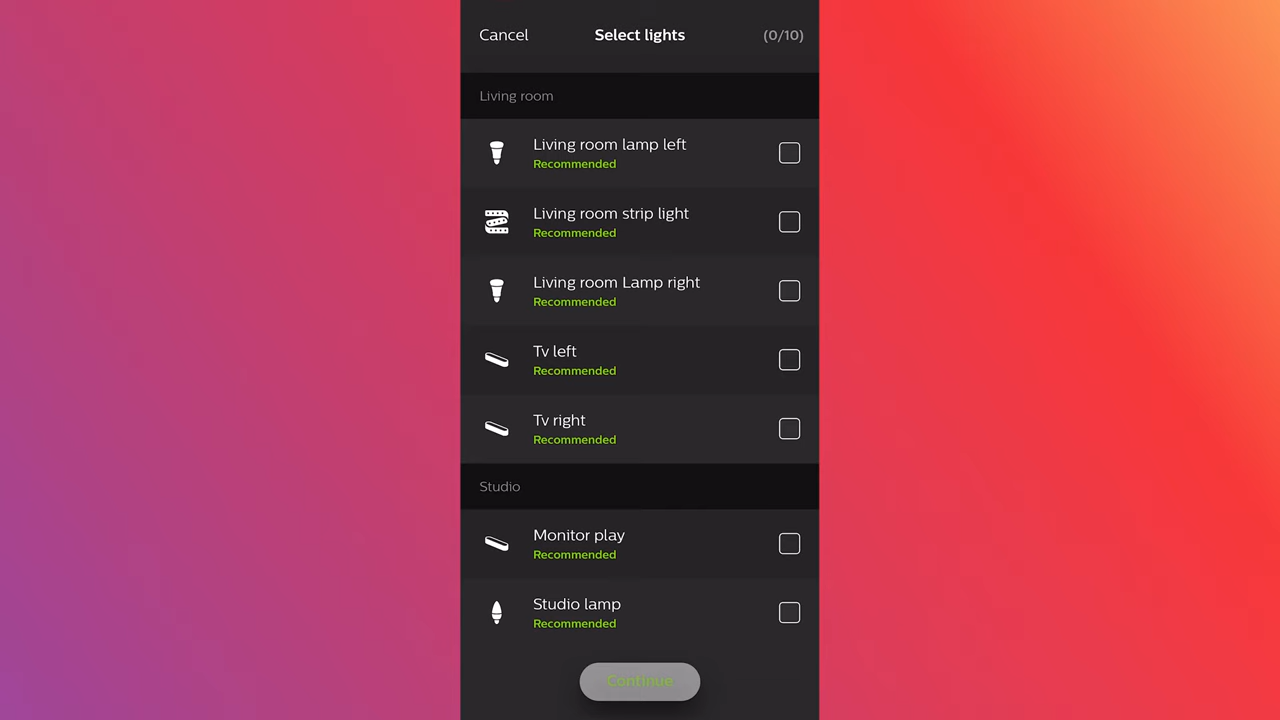 Cancel
Select lights
(0/10)
Living room
Living room lamp left
Recommended
Living room strip light
Recommended
Living room Lamp right
Recommended
Tv left
Recommended
Tv right
Recommended
Studio
Monitor play
Recommended
Studio lamp
Recommended
Continue